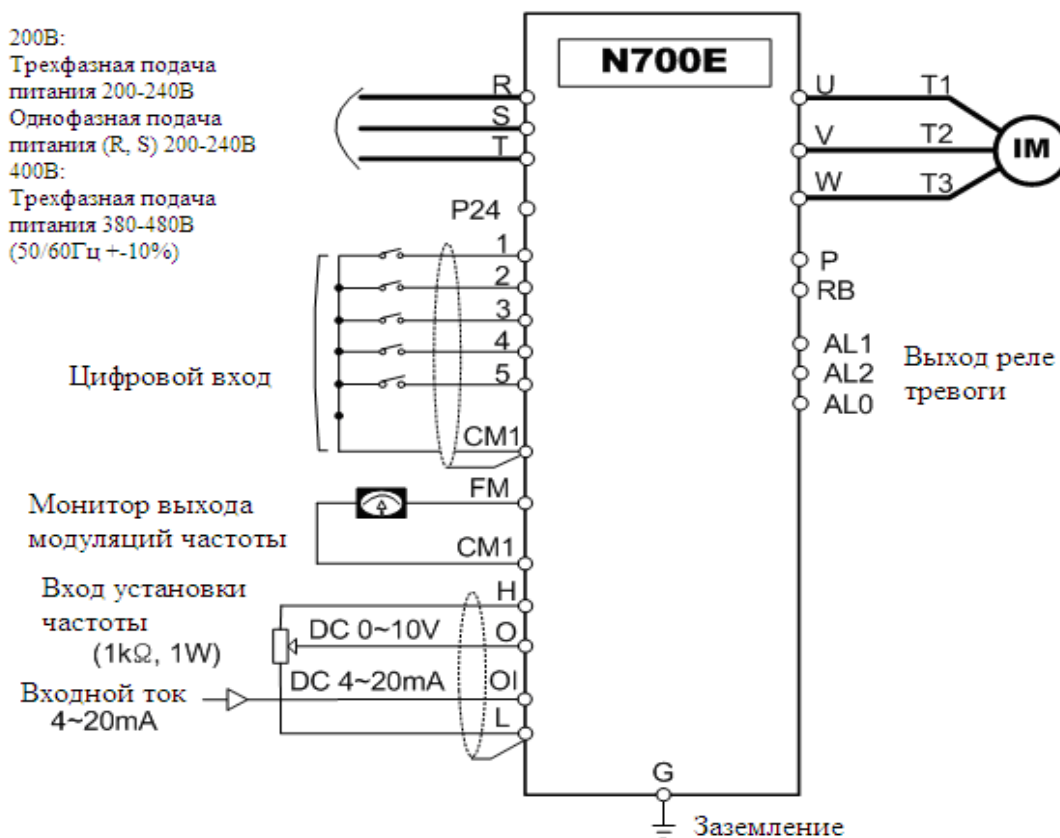 200В:
Трехфазная подача
питания 200-240В
Однофазная подача
питания (R, S) 200-240В
400В:
Трехфазная подача
питания 380-480В
(50/60Гц +-10%)
N700E
R
S
T
P24
1
2
3
4
5
CM1
Цифровой вход
FM
CM1
Монитор выхода
модуляций частоты
H
O
OI
L
Вход установки
частоты
(1kΩ, 1W)
DC 0~10V
DC 4~20mA
Входной ток
4~20mA
U
V
W
T1
T2
T3
IM
P
RB
AL1
AL2
AL0
Выход реле
тревоги
G
Заземление